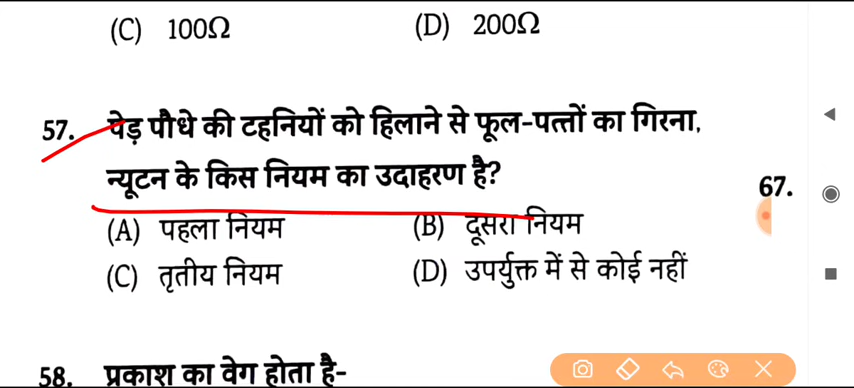 (C) 100Ω (D) 200Ω
57. पेड़ पौधे की टहनियों को हिलाने से फूल-पत्तों का गिरना,
न्यूटन के किस नियम का उदाहरण है?
67.
(A) पहला नियम (B) दूसरा नियम
(C) तृतीय नियम (D) उपर्युक्त में से कोई नहीं
58. प्रकाश का वेग होता है-